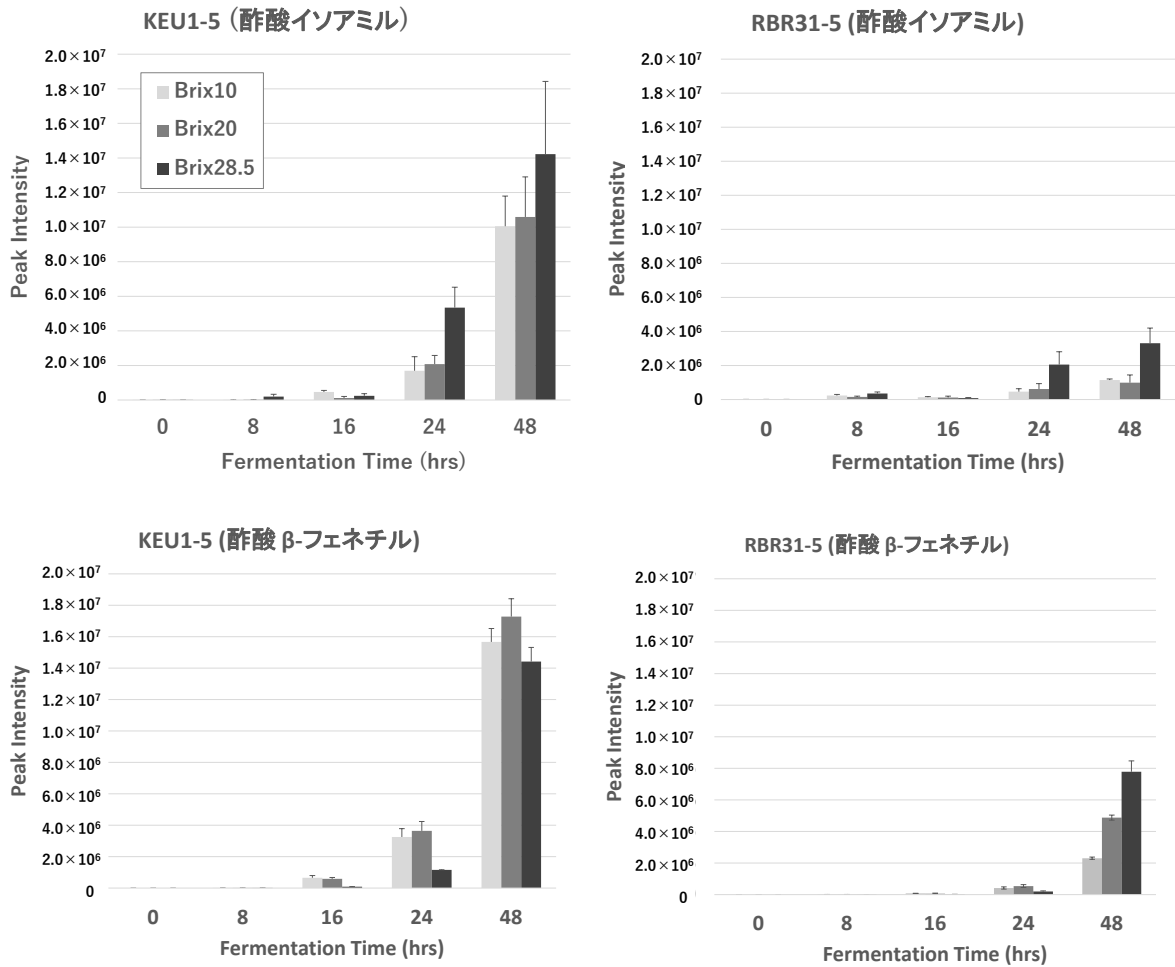 KEU1-5 (酢酸イソアミル)
2.0×10⁷
1.8×10⁷
1.6×10⁷
1.4×10⁷
1.2×10⁷
1.0×10⁷
8.0×10⁶
6.0×10⁶
4.0×10⁶
2.0×10⁶
0
Peak Intensity
Brix10
Brix20
Brix28.5
0 8 16 24 48
Fermentation Time (hrs)
RBR31-5 (酢酸イソアミル)
2.0×10⁷
1.8×10⁷
1.6×10⁷
1.4×10⁷
1.2×10⁷
1.0×10⁷
8.0×10⁶
6.0×10⁶
4.0×10⁶
2.0×10⁶
0
Peak Intensity
0 8 16 24 48
Fermentation Time (hrs)
KEU1-5 (酢酸 β-フェネチル)
2.0×10⁷
1.8×10⁷
1.6×10⁷
1.4×10⁷
1.2×10⁷
1.0×10⁷
8.0×10⁶
6.0×10⁶
4.0×10⁶
2.0×10⁶
0
Peak Intensity
0 8 16 24 48
Fermentation Time (hrs)
RBR31-5 (酢酸 β-フェネチル)
2.0×10⁷
1.8×10⁷
1.6×10⁷
1.4×10⁷
1.2×10⁷
1.0×10⁷
8.0×10⁶
6.0×10⁶
4.0×10⁶
2.0×10⁶
0
Peak Intensity
0 8 16 24 48
Fermentation Time (hrs)